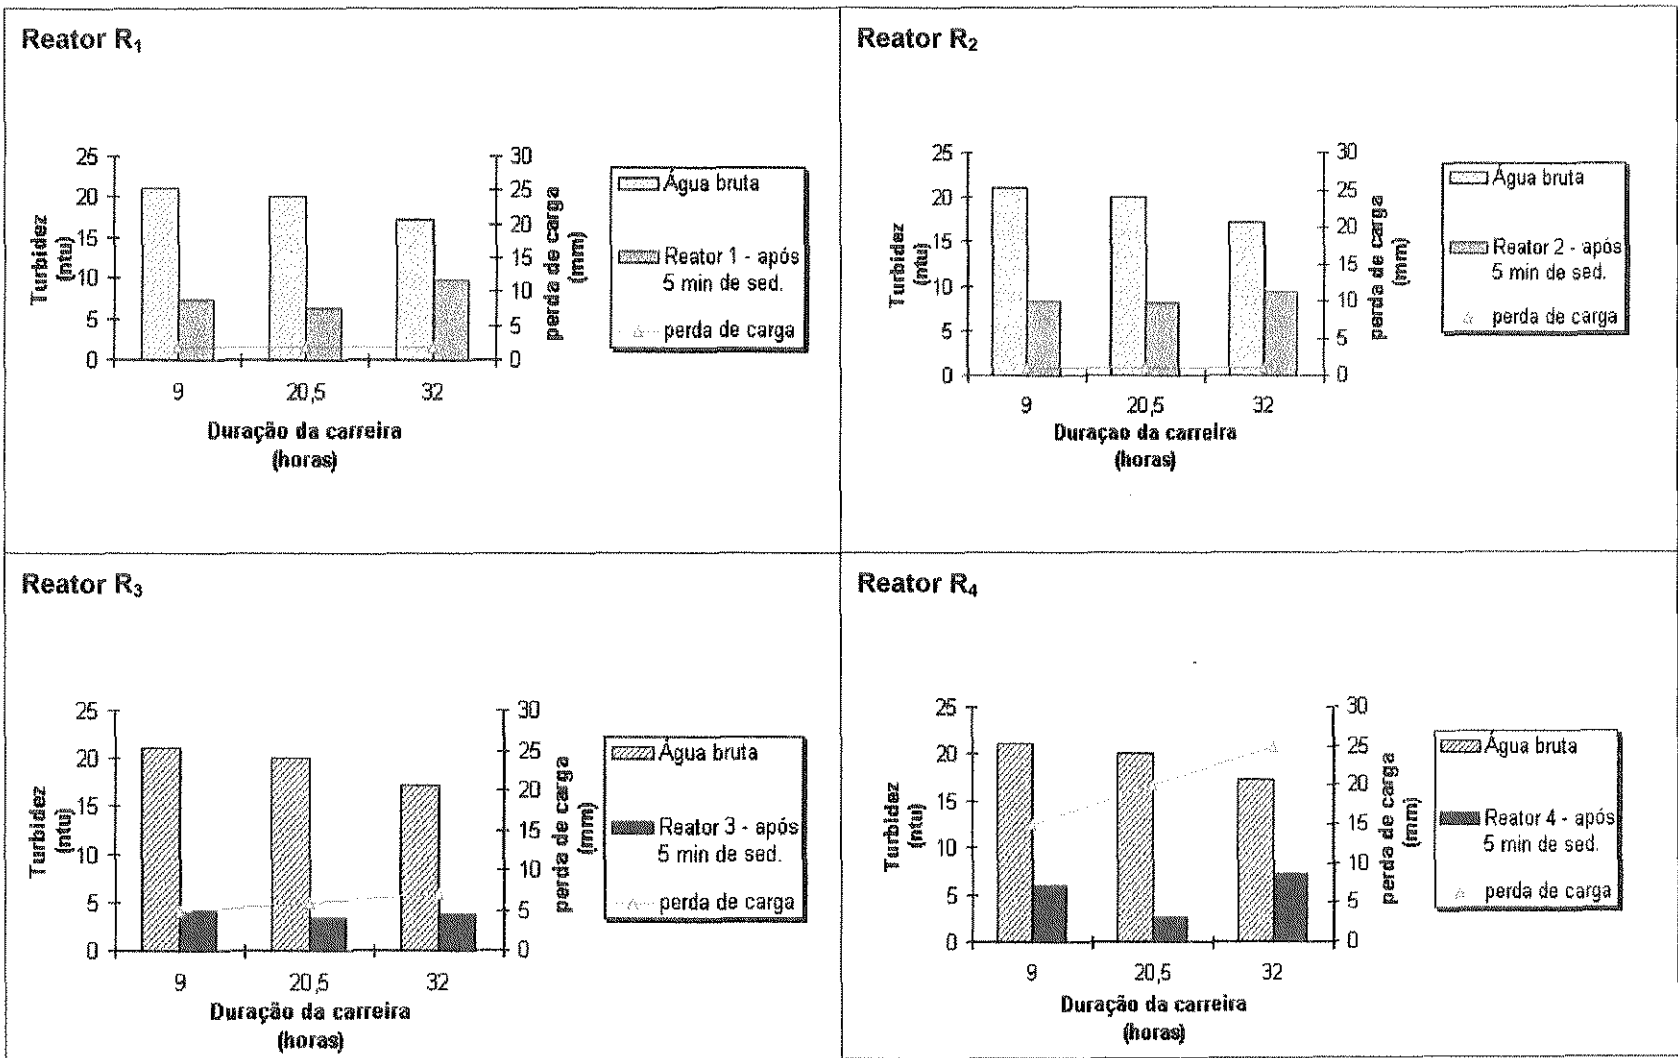 Reator R₁
25
20
15
10
5
0
Turbidez
(ntu)
30
25
20
15
10
5
0
perda de carga
(mm)
9
20,5
32
Duração da carreira
(horas)
Água bruta
Reator 1 - após
5 min de sed.
perda de carga
Reator R₂
25
20
15
10
5
0
Turbidez
(ntu)
30
25
20
15
10
5
0
perda de carga
(mm)
9
20,5
32
Duraçao da carreira
(horas)
Água bruta
Reator 2 - após
5 min de sed.
perda de carga
Reator R₃
25
20
15
10
5
0
Turbidez
(ntu)
30
25
20
15
10
5
0
perda de carga
(mm)
9
20,5
32
Duração da carreira
(horas)
Água bruta
Reator 3 - após
5 min de sed.
perda de carga
Reator R₄
25
20
15
10
5
0
Turbidez
(ntu)
30
25
20
15
10
5
0
perda de carga
(mm)
9
20,5
32
Duração da carreira
(horas)
Água bruta
Reator 4 - após
5 min de sed.
perda de carga